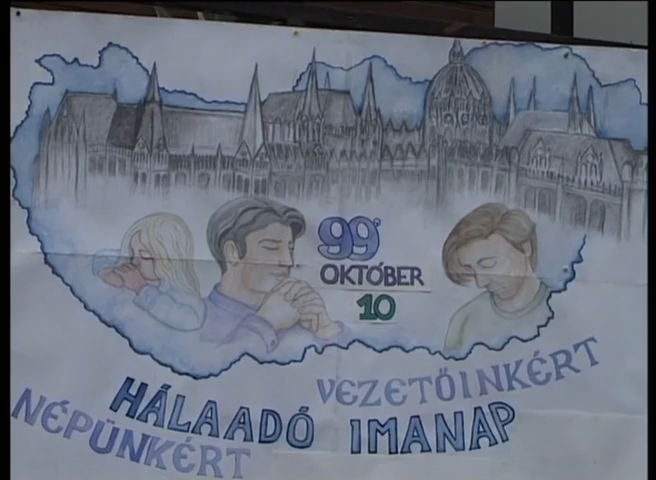 99'
OKTÓBER
10
VEZETŐINKÉRT
HÁLAADÓ IMANAP
NÉPÜNKÉRT